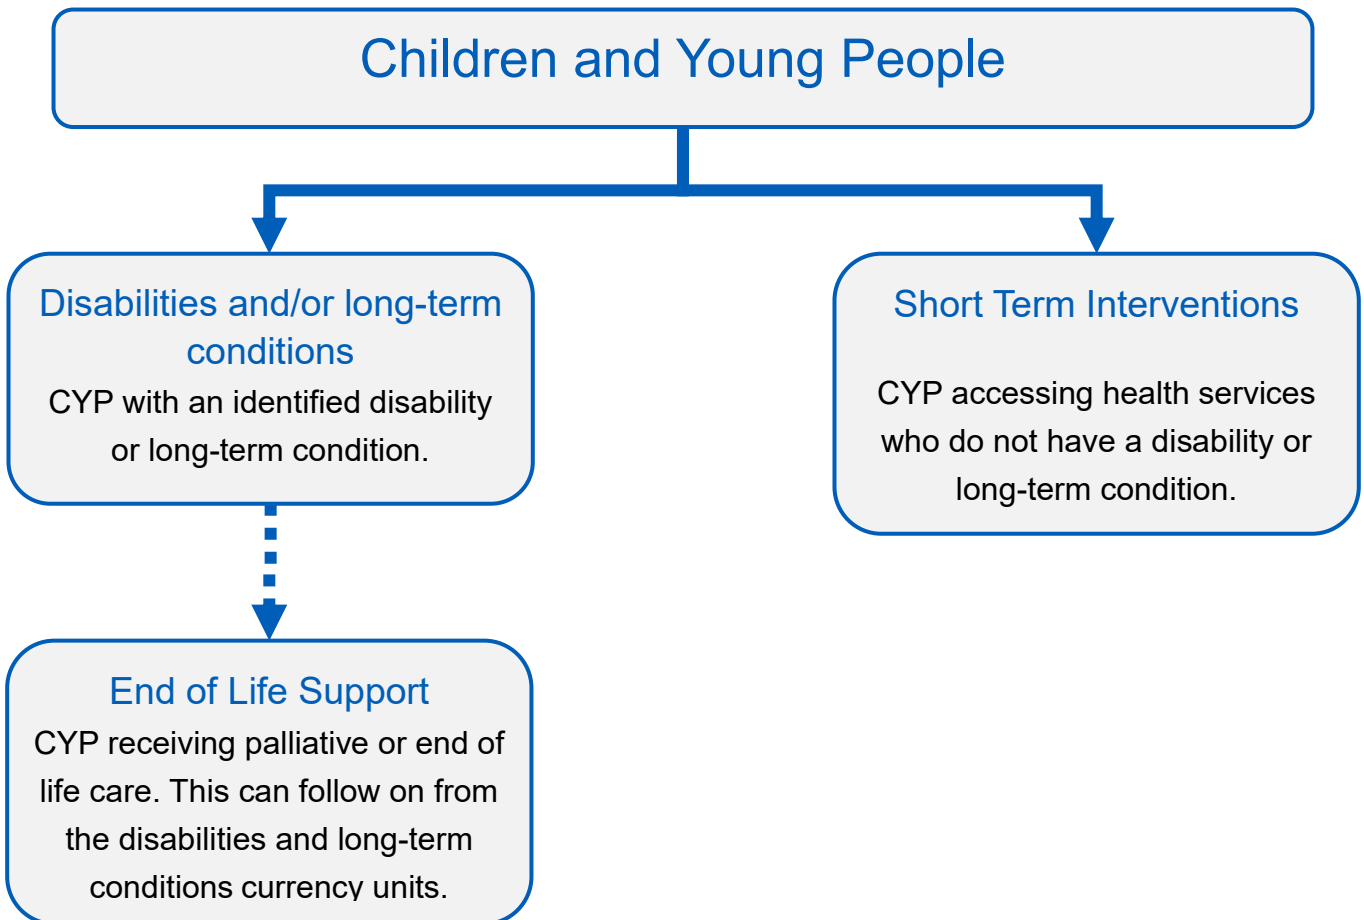 Children and Young People
Disabilities and/or long-term
conditions
CYP with an identified disability
or long-term condition.
Short Term Interventions
CYP accessing health services
who do not have a disability or
long-term condition.
End of Life Support
CYP receiving palliative or end of
life care. This can follow on from
the disabilities and long-term
conditions currency units.